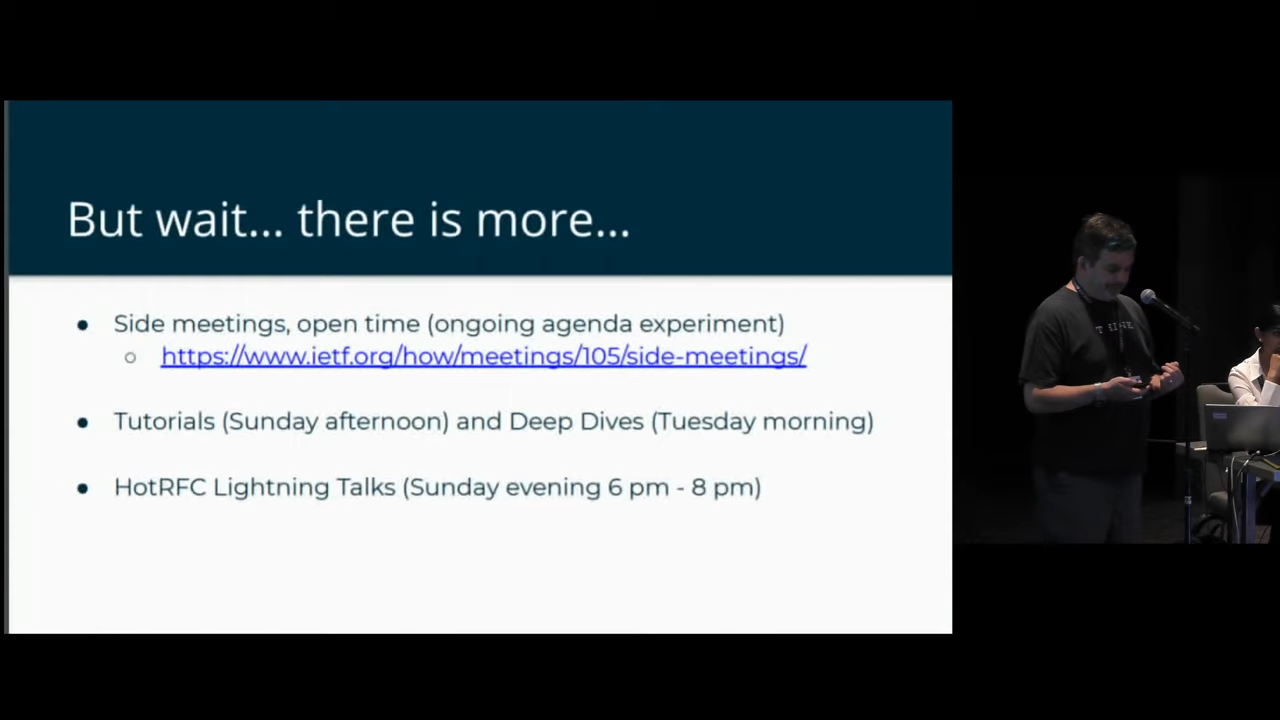 But wait... there is more...
● Side meetings, open time (ongoing agenda experiment)
○ https://www.ietf.org/how/meetings/105/side-meetings/
● Tutorials (Sunday afternoon) and Deep Dives (Tuesday morning)
● HotRFC Lightning Talks (Sunday evening 6 pm - 8 pm)